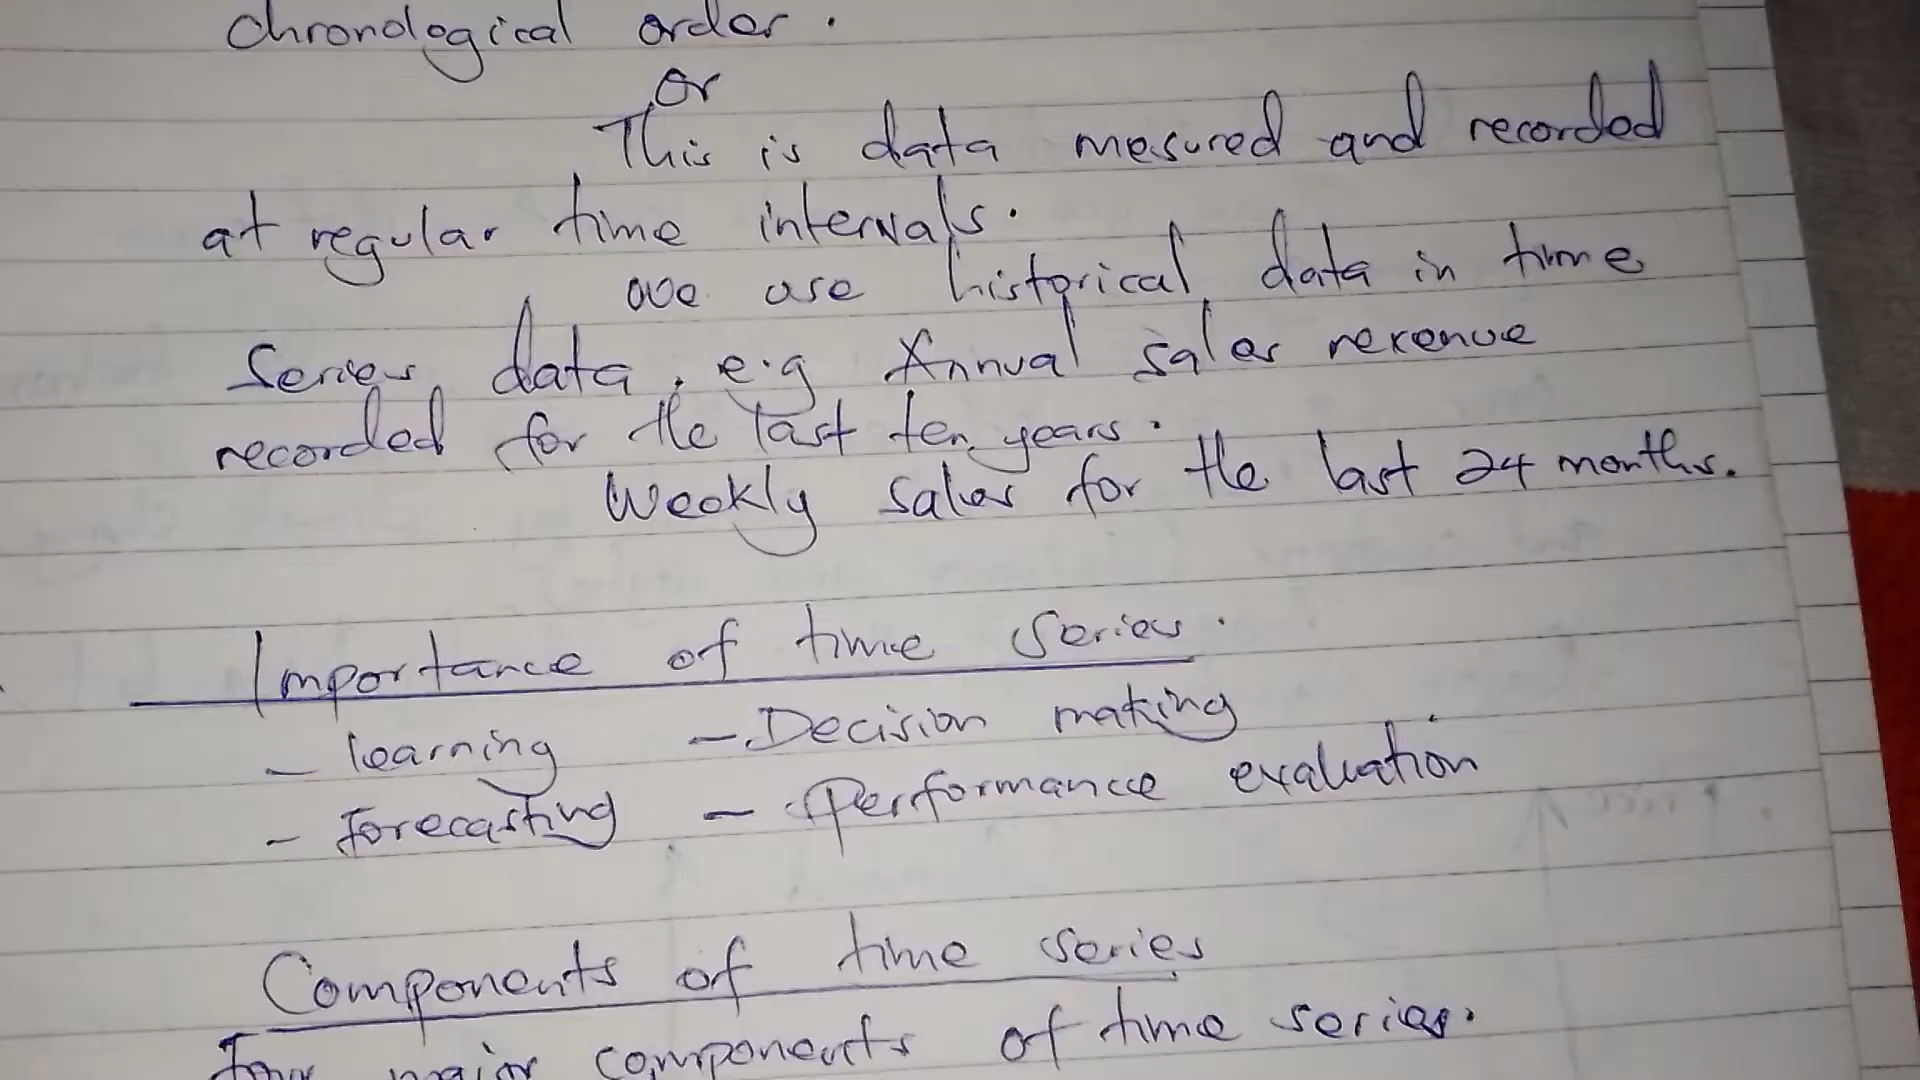 chronological order.
or
This is data mesured and recorded
at regular time intervals.
we use historical data in time
Series data, e.g Annual sales revenue
recorded for the last ten years.
Weekly sales for the last 24 months.
Importance of time series.
- learning - Decision making
- Forecasting - Performance evaluation
Components of time series
Four major components of time series.